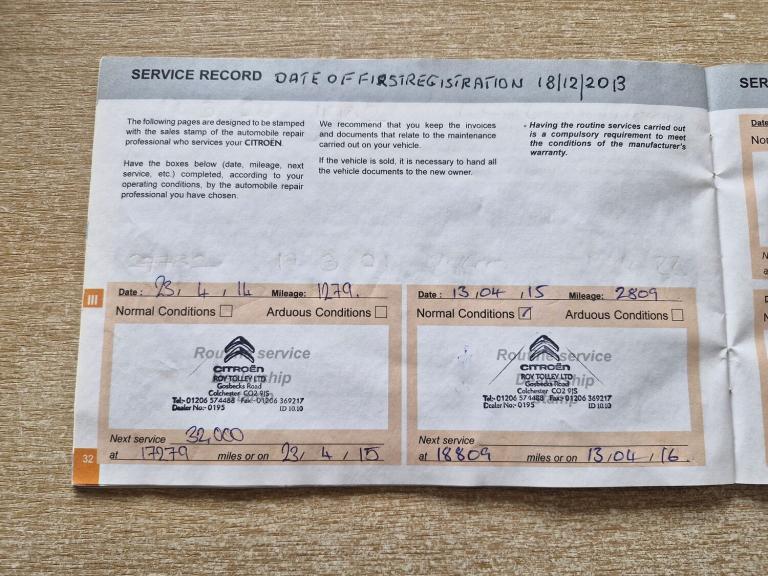 SERVICE RECORD DATE OF FIRST REGISTRATION 18/12/2013
The following pages are designed to be stamped
with the sales stamp of the automobile repair
professional who services your CITROËN.
Have the boxes below (date, mileage, next
service, etc.) completed, according to your
operating conditions, by the automobile repair
professional you have chosen.
We recommend that you keep the invoices
and documents that relate to the maintenance
carried out on your vehicle.
If the vehicle is sold, it is necessary to hand all
the vehicle documents to the new owner.
- Having the routine services carried out
is a compulsory requirement to meet
the conditions of the manufacturer's
warranty.
III
Date : 23, 4, 14 Mileage: 1279.
Normal Conditions Arduous Conditions
Routine service
CITROËN
ROY TOLLEY LTD
Gosbecks Road
Colchester CO2 9JS
Tel:- 01206 574488 Fax:- 01206 369217
Dealer No:- 0195 ID 10.10
Next service 32,000
at 17279 miles or on 23, 4, 15
Date : 13,04,15 Mileage: 2809
Normal Conditions Arduous Conditions
Routine service
CITROËN
ROY TOLLEY LTD
Gosbecks Road
Colchester CO2 9JS
Tel:- 01206 574488 Fax:- 01206 369217
Dealer No:- 0195 ID 10.10
Next service
at 18809 miles or on 13,04,16.
32
SER
Date
Nor